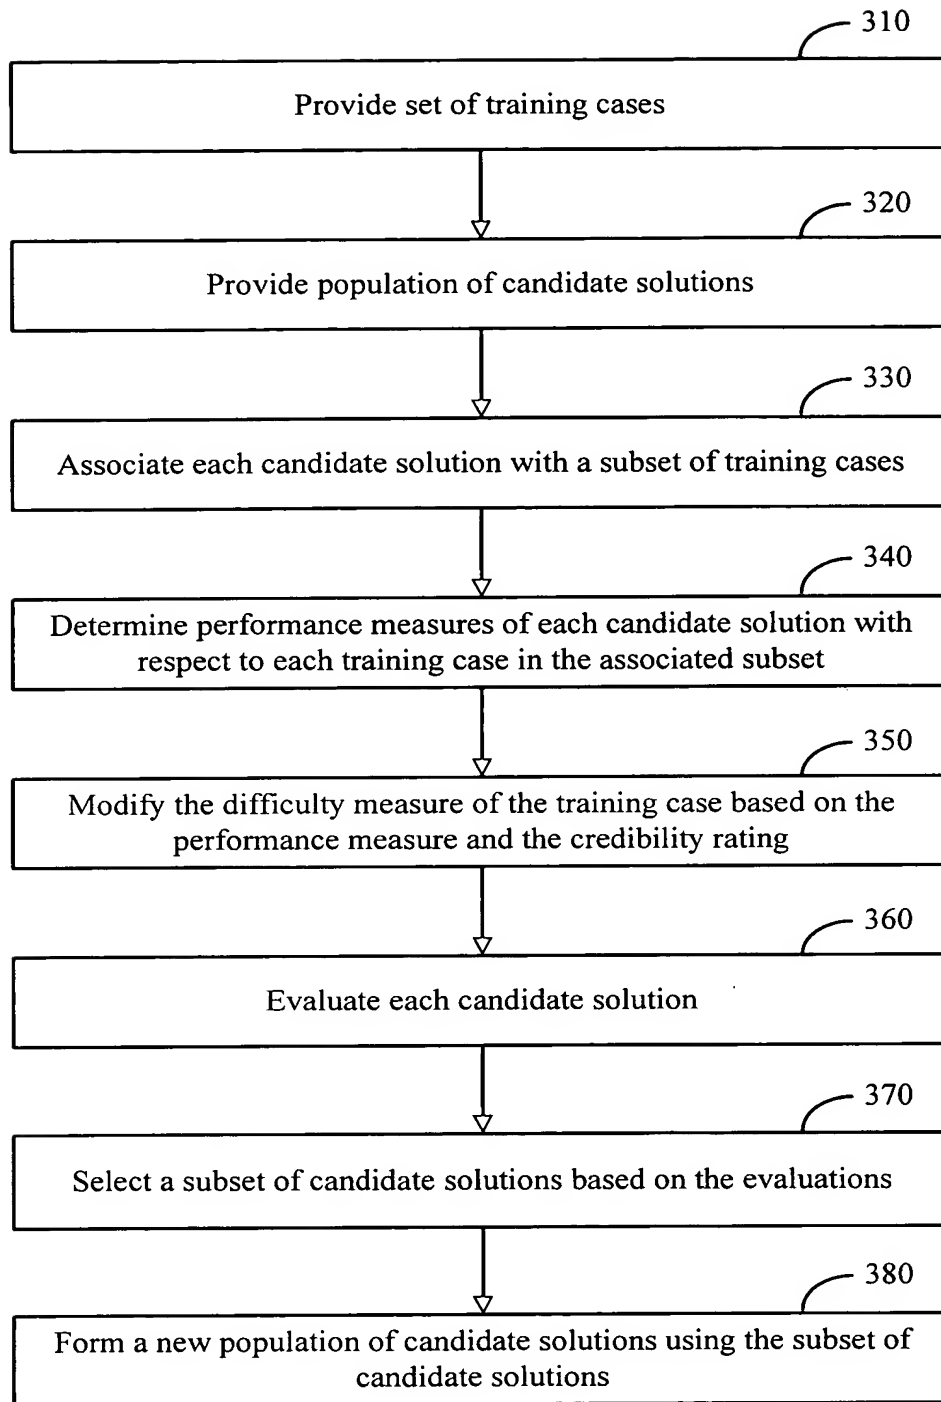 310
Provide set of training cases
320
Provide population of candidate solutions
330
Associate each candidate solution with a subset of training cases
340
Determine performance measures of each candidate solution with
respect to each training case in the associated subset
350
Modify the difficulty measure of the training case based on the
performance measure and the credibility rating
360
Evaluate each candidate solution
370
Select a subset of candidate solutions based on the evaluations
380
Form a new population of candidate solutions using the subset of
candidate solutions